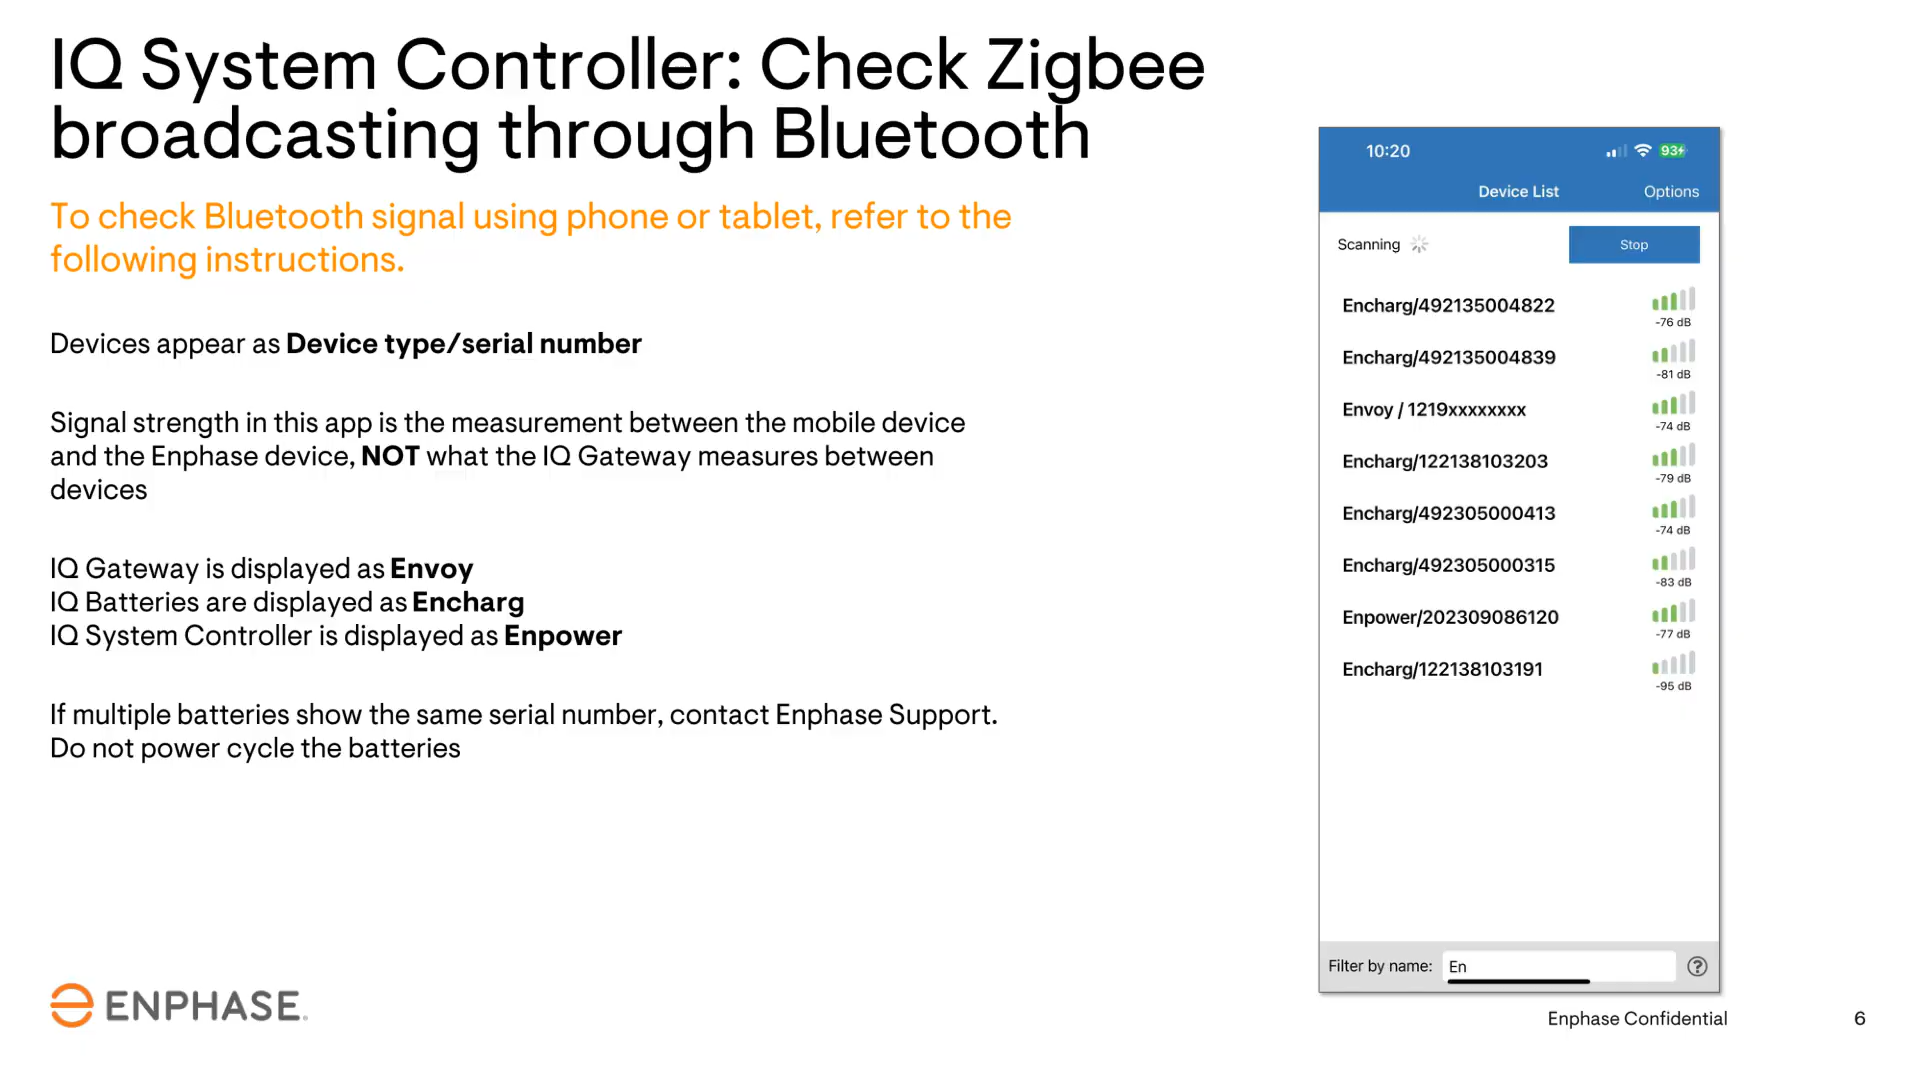 IQ System Controller: Check Zigbee
broadcasting through Bluetooth
To check Bluetooth signal using phone or tablet, refer to the
following instructions.
Devices appear as Device type/serial number
Signal strength in this app is the measurement between the mobile device
and the Enphase device, NOT what the IQ Gateway measures between
devices
IQ Gateway is displayed as Envoy
IQ Batteries are displayed as Encharg
IQ System Controller is displayed as Enpower
If multiple batteries show the same serial number, contact Enphase Support.
Do not power cycle the batteries
10:20
93
Device List
Options
Scanning
Stop
Encharg/492135004822
-76 dB
Encharg/492135004839
-81 dB
Envoy / 1219xxxxxxxx
-74 dB
Encharg/122138103203
-79 dB
Encharg/492305000413
-74 dB
Encharg/492305000315
-83 dB
Enpower/202309086120
-77 dB
Encharg/122138103191
-95 dB
Filter by name: En
?
ENPHASE.
Enphase Confidential
6